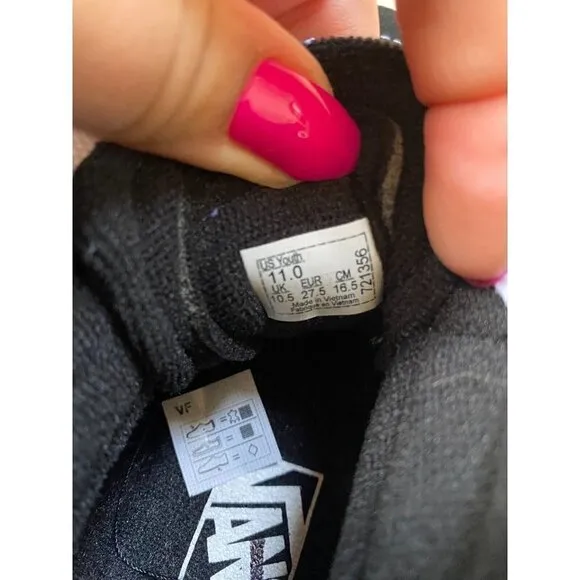 US Youth
11.0
UK EUR CM
10.5 27.5 16.5
Made in Vietnam
Fabriqué en Vietnam
721356
VF
VANS